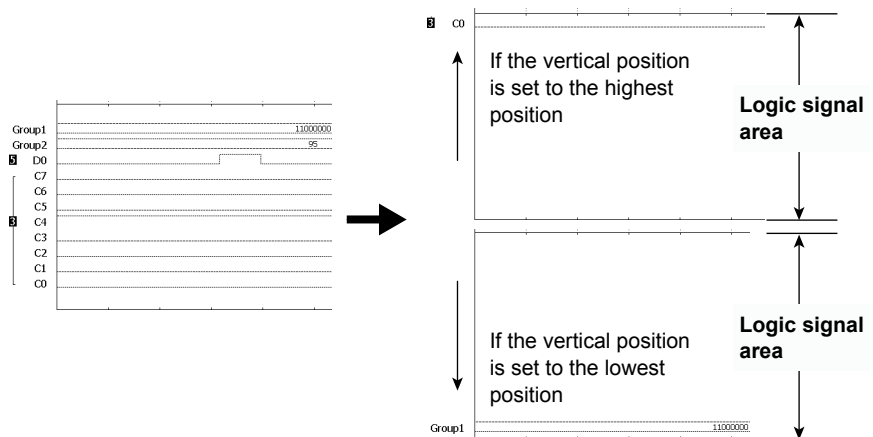 Group1
11000000
Group2
95
5 D0
C7
C6
C5
3 C4
C3
C2
C1
C0
3 C0
If the vertical position
is set to the highest
position
Logic signal
area
If the vertical position
is set to the lowest
position
Logic signal
area
Group1
11000000